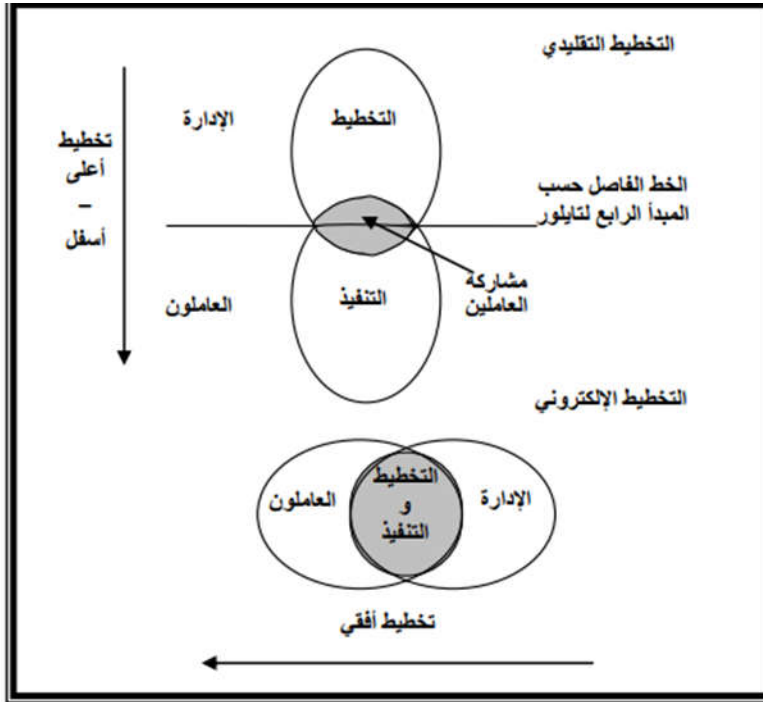 التخطيط التقليدي
التخطيط
الإدارة
تخطيط
أعلى
–
أسفل
الخط الفاصل حسب
المبدأ الرابع لتايلور
مشاركة
العاملين
التنفيذ
العاملون
التخطيط الإلكتروني
الإدارة
التخطيط
و
التنفيذ
العاملون
تخطيط أفقي